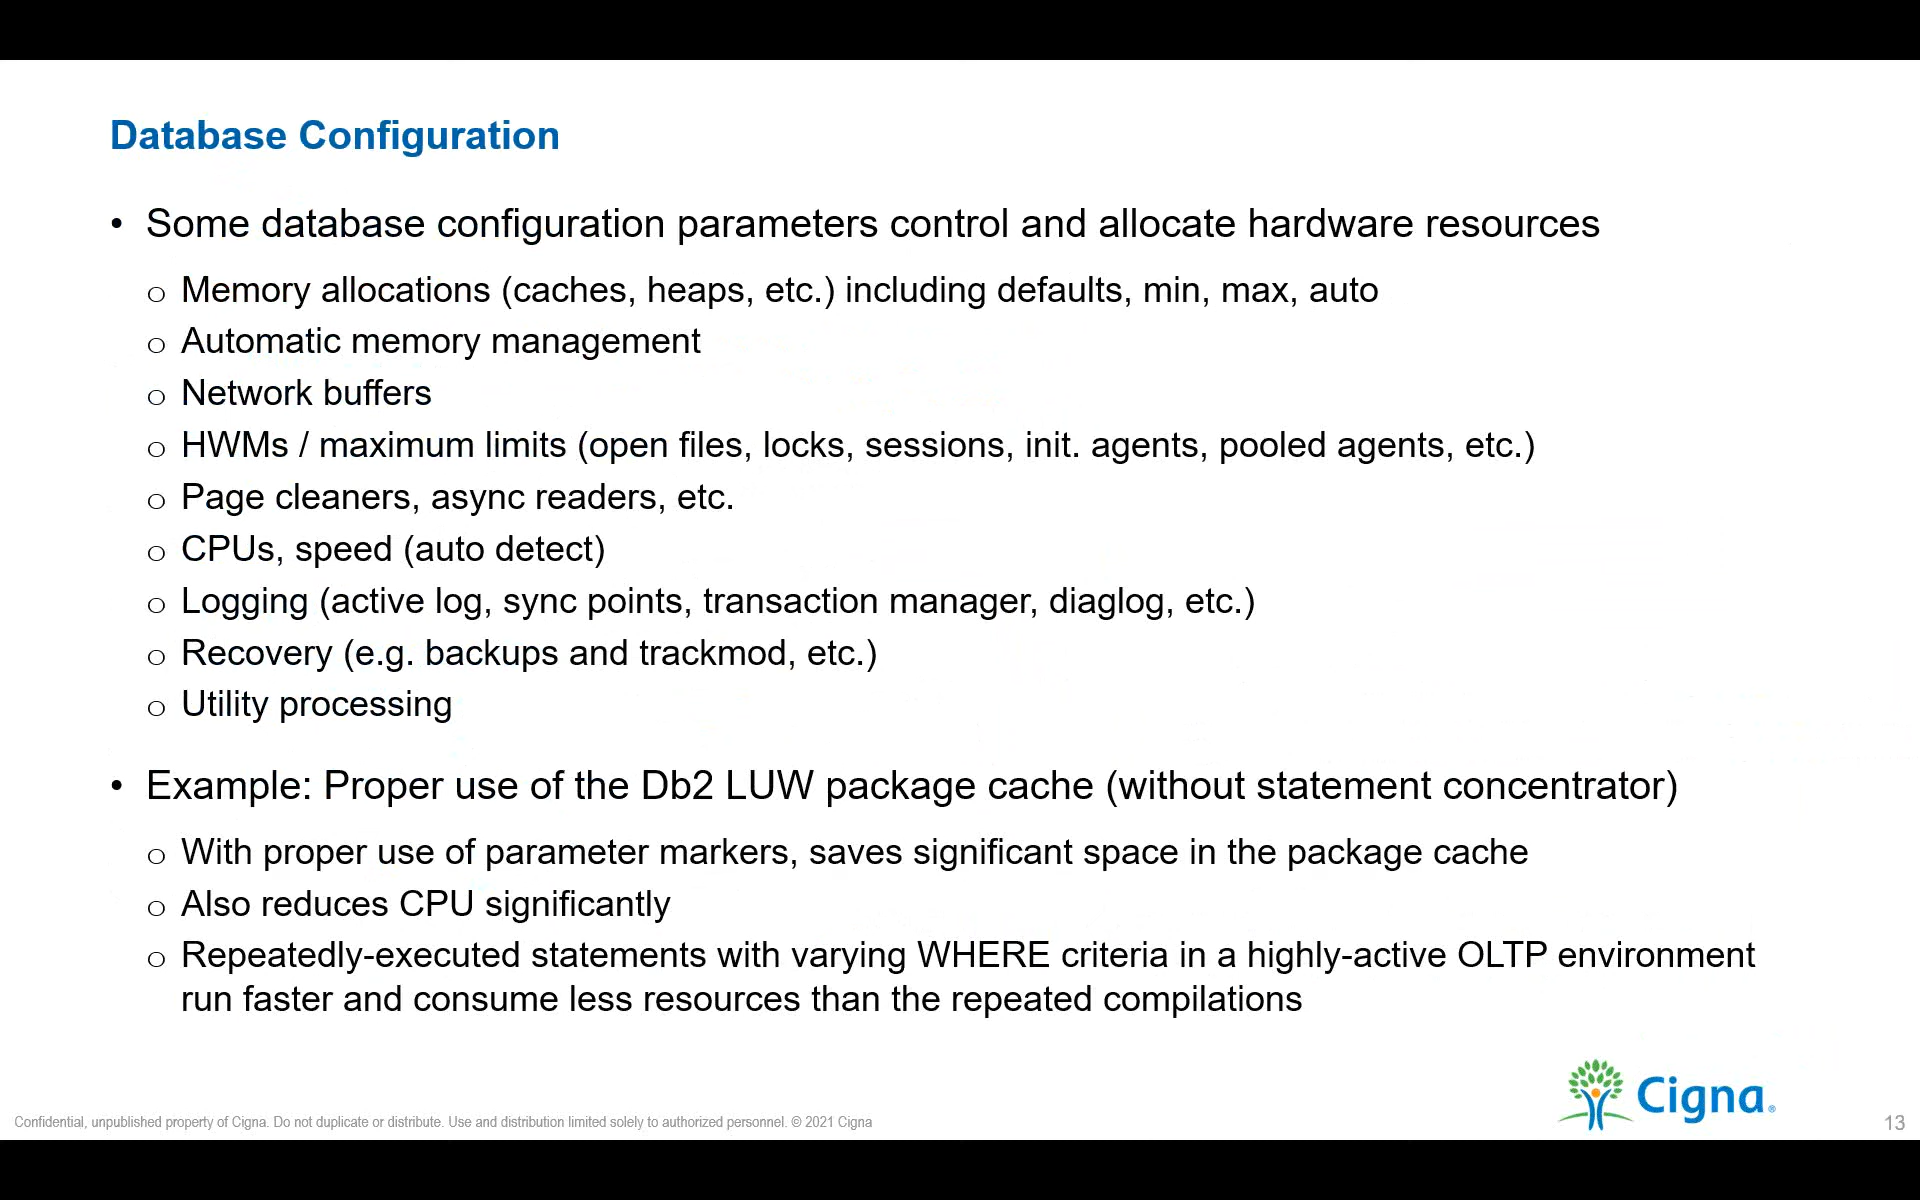 Database Configuration
• Some database configuration parameters control and allocate hardware resources
o Memory allocations (caches, heaps, etc.) including defaults, min, max, auto
o Automatic memory management
o Network buffers
o HWMs / maximum limits (open files, locks, sessions, init. agents, pooled agents, etc.)
o Page cleaners, async readers, etc.
o CPUs, speed (auto detect)
o Logging (active log, sync points, transaction manager, diaglog, etc.)
o Recovery (e.g. backups and trackmod, etc.)
o Utility processing
• Example: Proper use of the Db2 LUW package cache (without statement concentrator)
o With proper use of parameter markers, saves significant space in the package cache
o Also reduces CPU significantly
o Repeatedly-executed statements with varying WHERE criteria in a highly-active OLTP environment
run faster and consume less resources than the repeated compilations
Cigna®
Confidential, unpublished property of Cigna. Do not duplicate or distribute. Use and distribution limited solely to authorized personnel. © 2021 Cigna
13